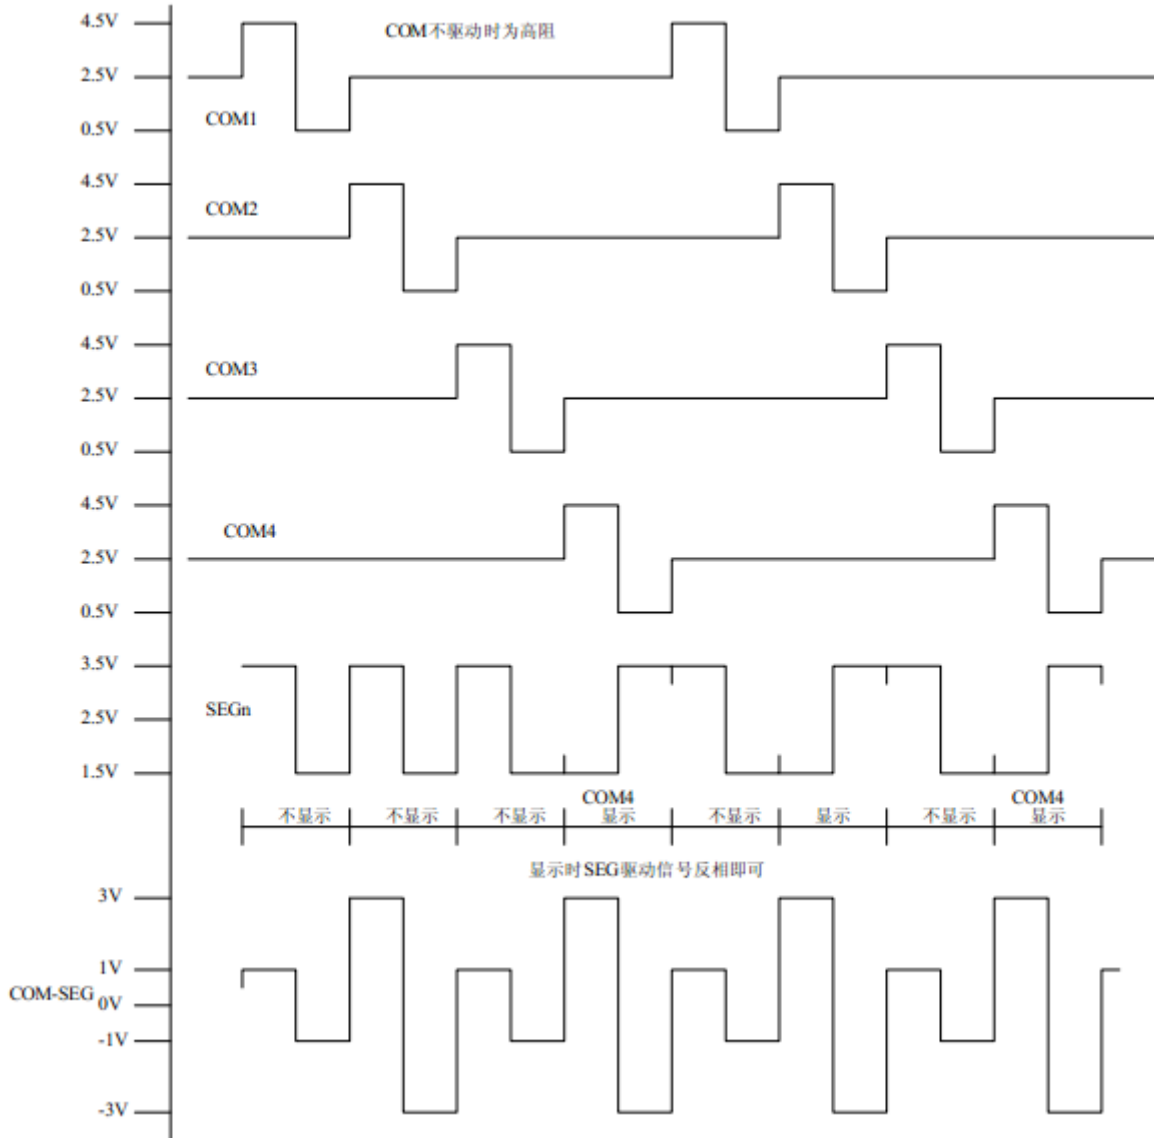 4.5V
COM不驱动时为高阻
2.5V
COM1
0.5V
4.5V
COM2
2.5V
0.5V
4.5V
COM3
2.5V
0.5V
4.5V
COM4
2.5V
0.5V
3.5V
SEGn
2.5V
1.5V
COM4 COM4
不显示 不显示 不显示 显示 不显示 显示 不显示 显示
显示时SEG驱动信号反相即可
3V
1V
COM-SEG 0V
-1V
-3V